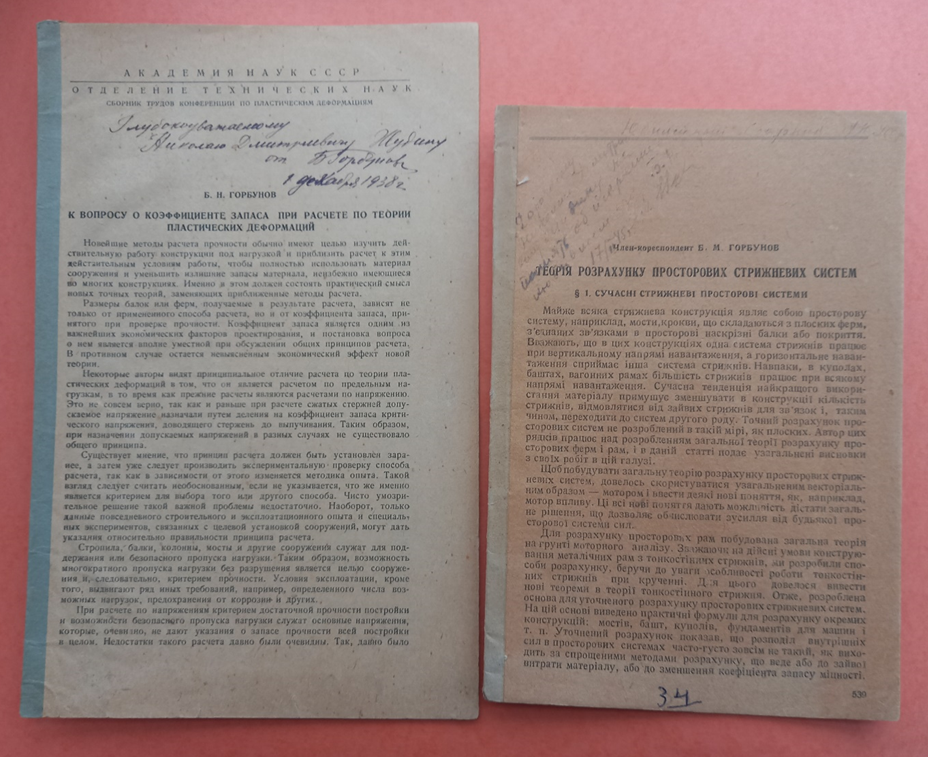 АКАДЕМИЯ НАУК СССР
ОТДЕЛЕНИЕ ТЕХНИЧЕСКИХ НАУК
СБОРНИК ТРУДОВ КОНФЕРЕНЦИИ ПО ПЛАСТИЧЕСКИМ ДЕФОРМАЦИЯМ
Глубокоуважаемому
Николаю Дмитриевичу Жудину
от Б Горбунов
1 декабря 1938 г.
Б. Н. ГОРБУНОВ
К ВОПРОСУ О КОЭФФИЦИЕНТЕ ЗАПАСА ПРИ РАСЧЕТЕ ПО ТЕОРИИ
ПЛАСТИЧЕСКИХ ДЕФОРМАЦИЙ
Новейшие методы расчета прочности обычно имеют целью изучить дей-
ствительную работу конструкции под нагрузкой и приблизить расчет к этим
действительным условиям работы, чтобы полностью использовать материал
сооружения и уменьшить излишние запасы материала, неизбежно имеющиеся
во многих конструкциях. Именно в этом должен состоять практический смысл
новых точных теорий, заменяющих приближенные методы расчета.
Размеры балок или ферм, получаемые в результате расчета, зависят не
только от примененного способа расчета, но и от коэффициента запаса, при-
нятого при проверке прочности. Коэффициент запаса является одним из
важнейших экономических факторов проектирования, и постановка вопроса
о нем является вполне уместной при обсуждении общих принципов расчета.
В противном случае остается невыясненным экономический эффект новой
теории.
Некоторые авторы видят принципиальное отличие расчета по теории пла-
стических деформаций в том, что он является расчетом по предельным на-
грузкам, в то время как прежние расчеты являются расчетами по напряжению.
Это не совсем верно, так как и раньше при расчете сжатых стержней допу-
скаемое напряжение назначали путем деления на коэффициент запаса крити-
ческого напряжения, доводящего стержень до выпучивания. Таким образом,
при назначении допускаемых напряжений в разных случаях не существовало
общего принципа.
Существует мнение, что принцип расчета должен быть установлен зара-
нее, а затем уже следует производить экспериментальную проверку способа
расчета, так как в зависимости от этого изменяется методика опыта. Такой
взгляд следует считать необоснованным, если не указывается, что же именно
является критерием для выбора того или другого способа. Чисто умозри-
тельное решение такой важной проблемы недостаточно. Наоборот, только
данные повседневного строительного и эксплоатационного опыта и специаль-
ных экспериментов, связанных с целевой установкой сооружений, могут дать
указания относительно правильности принципа расчета.
Стропила, балки, колонны, мосты и другие сооружения служат для под-
держания или безопасного пропуска нагрузки. Таким образом, возможность
многократного пропуска нагрузки без разрушения является целью сооруже-
ния и, следовательно, критерием прочности. Условия эксплоатации, кроме
того, выдвигают ряд иных требований, например, определенного числа воз-
можных нагрузок, предохранения от коррозии и других.
При расчете по напряжениям критерием достаточной прочности постройки
и возможности безопасного пропуска нагрузки служат основные напряжения,
которые, очевидно, не дают указания о запасе прочности всей постройки
в целом. Недостатки такого расчета давно были очевидны. Так, давно было
Член-кореспондент Б. М. ГОРБУНОВ
ТЕОРІЯ РОЗРАХУНКУ ПРОСТОРОВИХ СТРИЖНЕВИХ СИСТЕМ
§ 1. СУЧАСНІ СТРИЖНЕВІ ПРОСТОРОВІ СИСТЕМИ
Майже всяка стрижнева конструкція являє собою просторову
систему, наприклад, мости, крокви, що складаються з плоских ферм,
з'єднаних зв'язками в просторові наскрізні балки або покриття.
Вважають, що в цих конструкціях одна система стрижнів працює
при вертикальному напрямі навантаження, а горизонтальне наван-
таження сприймає інша система стрижнів. Навпаки, в куполах,
баштах, вагонних рамах більшість стрижнів працює при всякому
напрямі навантаження. Сучасна тенденція найкращого викори-
стання матеріалу примушує зменшувати в конструкції кількість
стрижнів, відмовлятися від зайвих стрижнів для зв'язок і, таким
чином, переходити до систем другого роду. Точний розрахунок про-
сторових систем не розроблений в такій мірі, як плоских. Автор цих
рядків працює над розробленням загальної теорії розрахунку про-
сторових ферм і рам, і в даній статті подає узагальнені висновки
з своїх робіт в цій галузі.
Щоб побудувати загальну теорію розрахунку просторових стриж-
невих систем, довелось скористуватися узагальненим векторіаль-
ним образом — мотором і ввести деякі нові поняття, як, наприклад,
мотор впливу. Ці всі нові поняття дають можливість дістати загаль-
не рішення, що дозволяє обчислювати зусилля від будьякої про-
сторової системи сил.
Для розрахунку просторових рам побудована загальна теорія
на ґрунті моторного аналізу. Зважаючи на дійсні умови констру-
ювання металічних рам з тонкостінних стрижнів, ми розробили спо-
соби розрахунку, беручи до уваги особливості роботи тонкостін-
них стрижнів при крученні. Для цього довелося вивести
нові теореми в теорії тонкостінного стрижня. Отже, розроблена
основа для уточненого розрахунку просторових стрижневих систем.
На цій основі виведено практичні формули для розрахунку окремих
конструкцій: мостів, башт, куполів, фундаментів для машин і
т. п. Уточнений розрахунок показав, що розподіл внутрішніх
сил в просторових системах часто-густо зовсім не такий, як вихо-
дить за спрощеними методами розрахунку, що веде або до зайвої
витрати матеріалу, або до зменшення коефіцієнта запасу міцності.
34
530